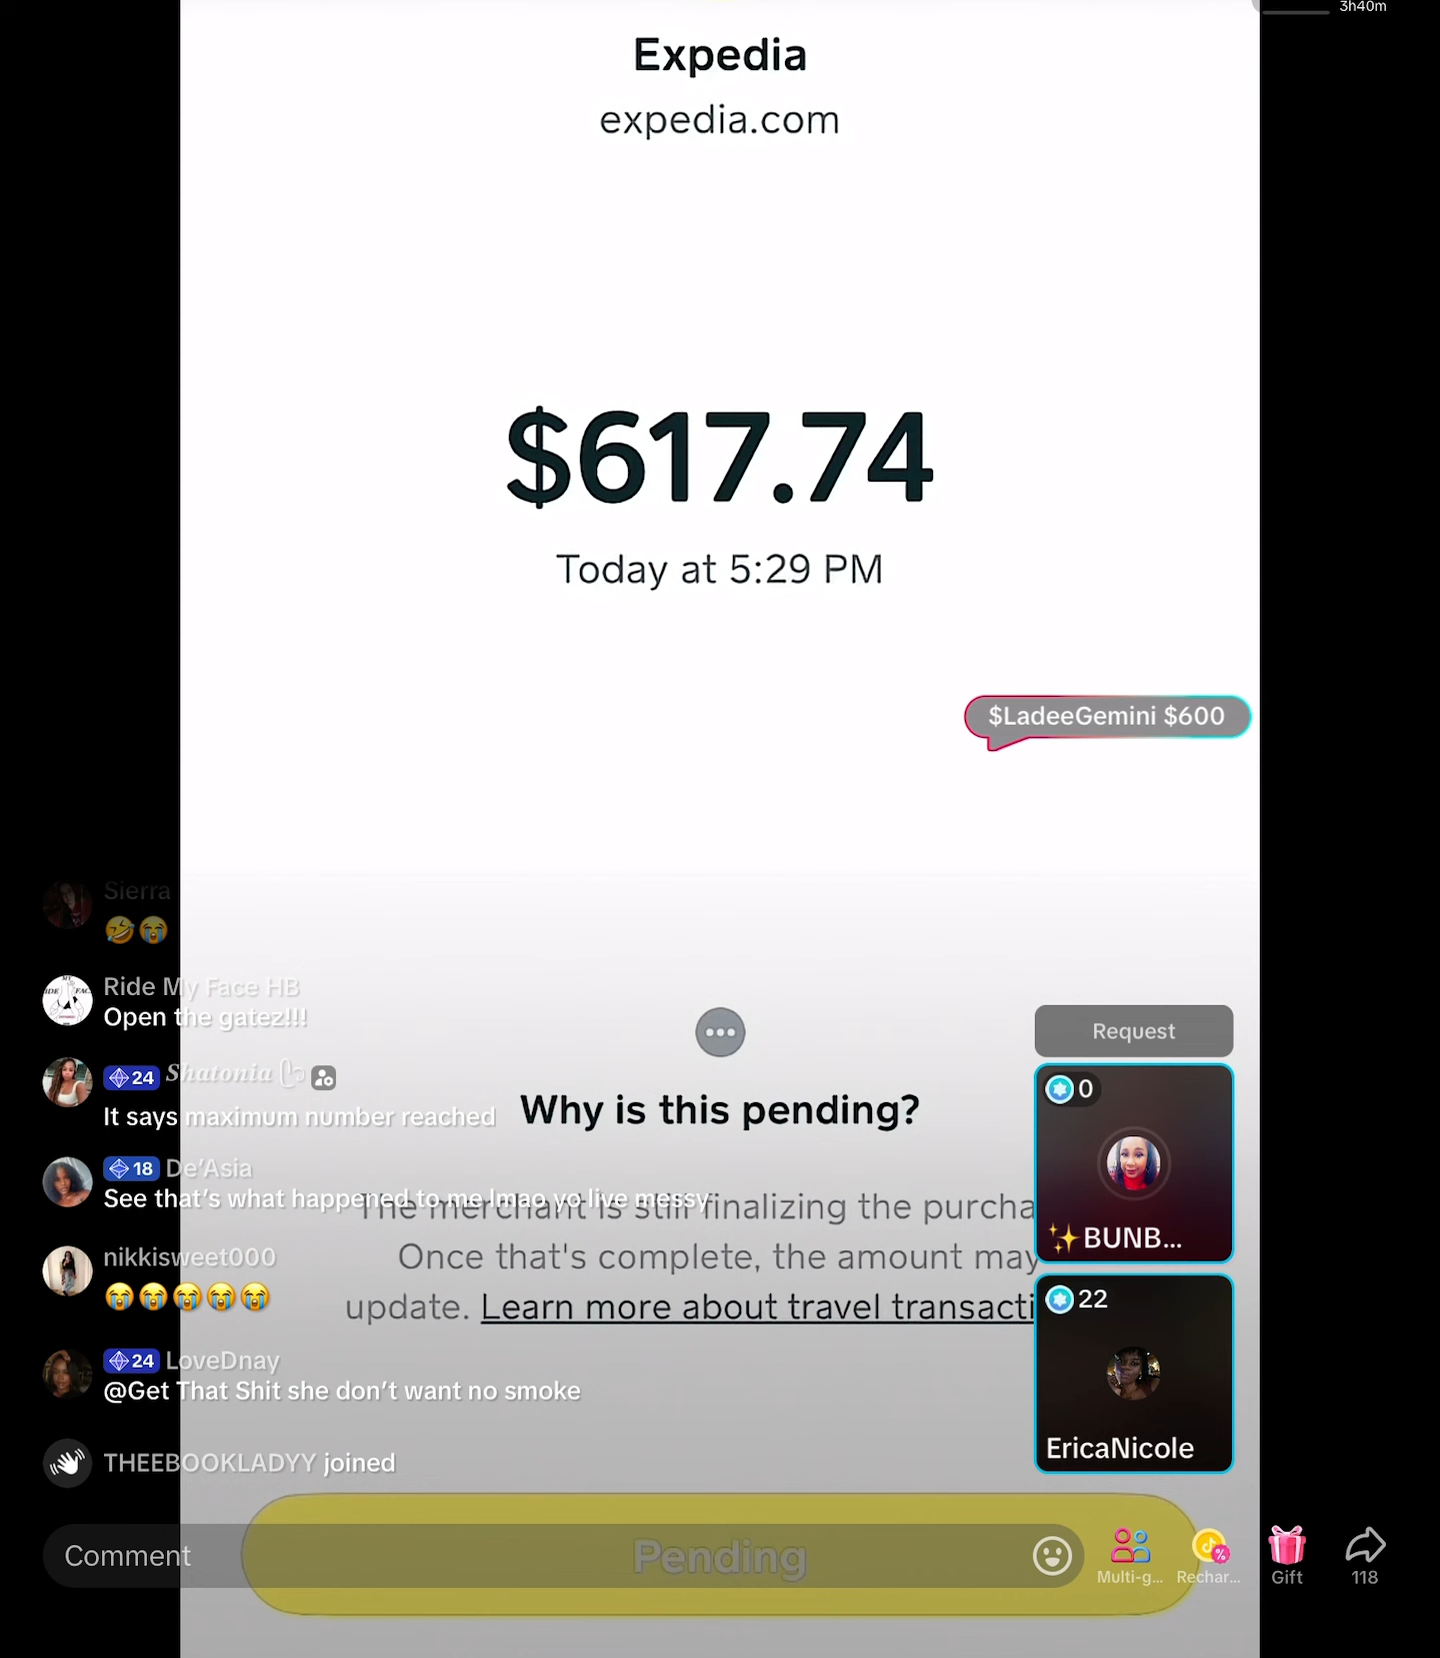 3h40m
Expedia
expedia.com
$617.74
Today at 5:29 PM
$LadeeGemini $600
Sierra
🤣😭
Ride My Face HB
Open the gatez!!!
24 Shatonia
It says maximum number reached
18 De’Asia
See that’s what happened to me lmao yo live messy
nikkisweet000
😭😭😭😭😭
24 LoveDnay
@Get That Shit she don’t want no smoke
THEEBOOKLADYY joined
Why is this pending?
The merchant is still finalizing the purcha
Once that's complete, the amount may
update. Learn more about travel transacti
Request
0
✨BUNB...
22
EricaNicole
Pending
Comment
Multi-g...
Rechar...
Gift
118